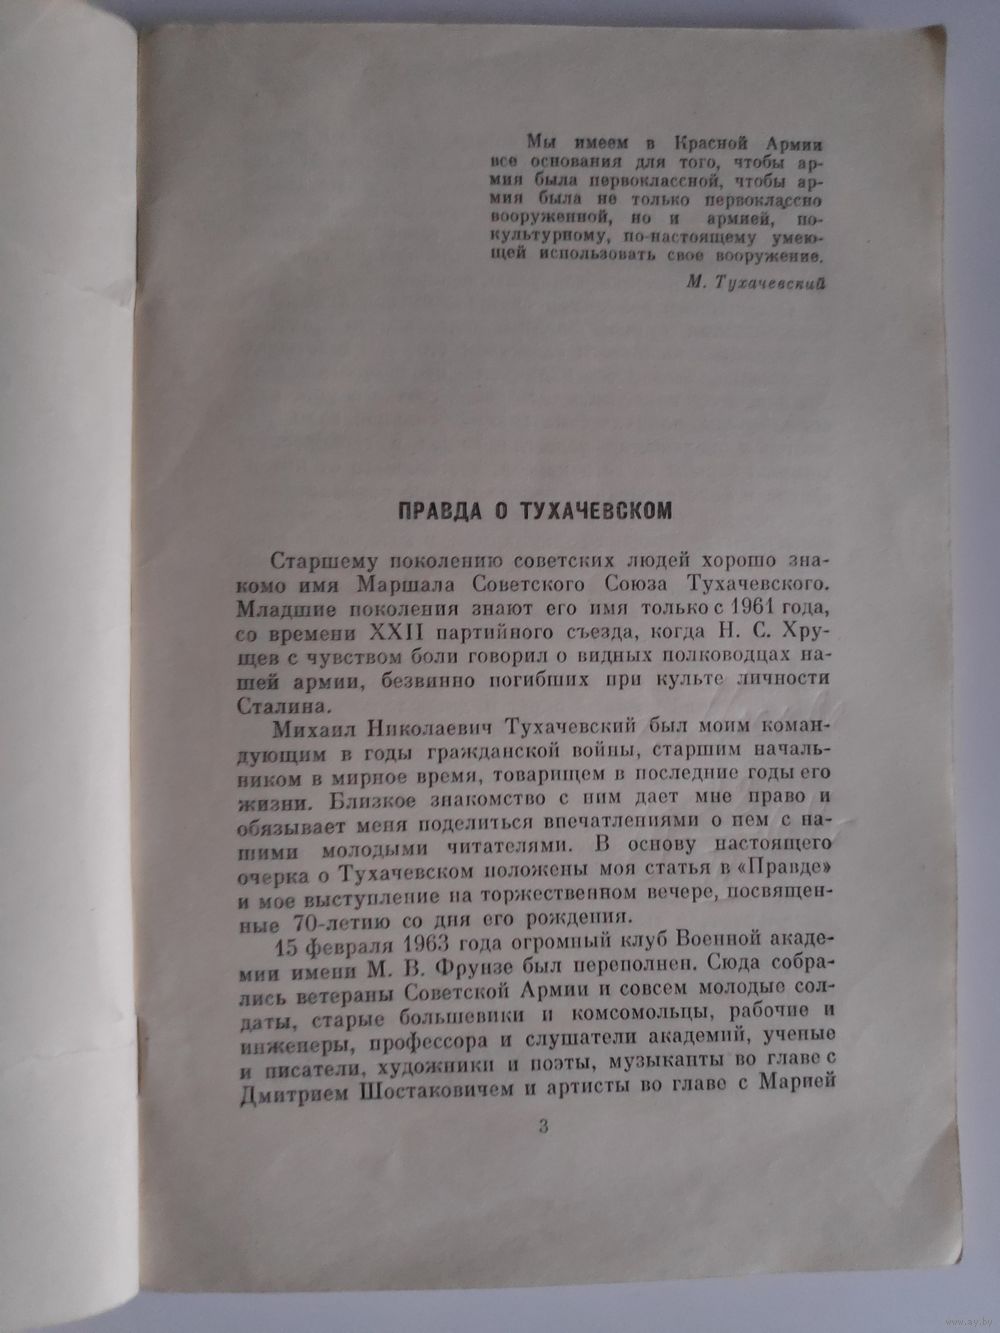 Мы имеем в Красной Армии
все основания для того, чтобы ар-
мия была первоклассной, чтобы ар-
мия была не только первоклассно
вооруженной, но и армией, по-
культурному, по-настоящему умею-
щей использовать свое вооружение.
М. Тухачевский
ПРАВДА О ТУХАЧЕВСКОМ
Старшему поколению советских людей хорошо зна-
комо имя Маршала Советского Союза Тухачевского.
Младшие поколения знают его имя только с 1961 года,
со времени XXII партийного съезда, когда Н. С. Хру-
щев с чувством боли говорил о видных полководцах на-
шей армии, безвинно погибших при культе личности
Сталина.
Михаил Николаевич Тухачевский был моим коман-
дующим в годы гражданской войны, старшим началь-
ником в мирное время, товарищем в последние годы его
жизни. Близкое знакомство с ним дает мне право и
обязывает меня поделиться впечатлениями о нем с на-
шими молодыми читателями. В основу настоящего
очерка о Тухачевском положены моя статья в «Правде»
и мое выступление на торжественном вечере, посвящен-
ные 70-летию со дня его рождения.
15 февраля 1963 года огромный клуб Военной акаде-
мии имени М. В. Фрунзе был переполнен. Сюда собра-
лись ветераны Советской Армии и совсем молодые сол-
даты, старые большевики и комсомольцы, рабочие и
инженеры, профессора и слушатели академий, ученые
и писатели, художники и поэты, музыканты во главе с
Дмитрием Шостаковичем и артисты во главе с Марией
3
www.ay.by